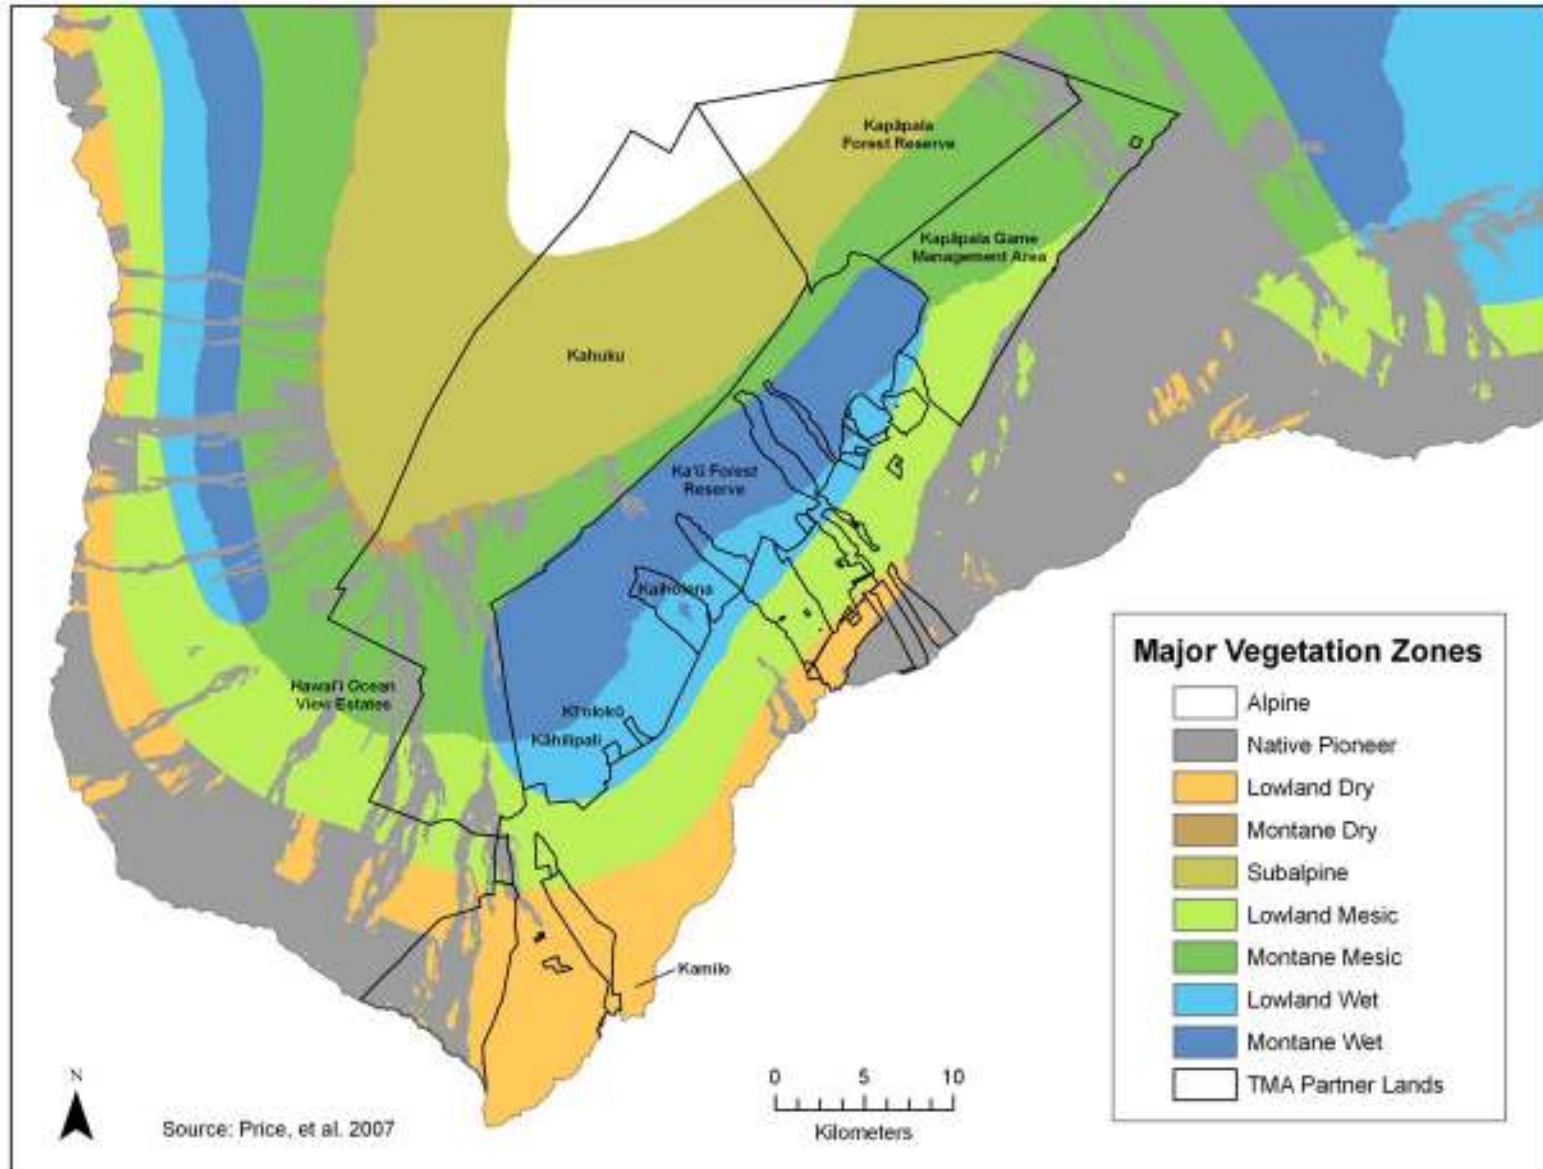 Kapāpala
Forest Reserve
Kapāpala Game
Management Area
Kahuku
Ka'ū Forest
Reserve
Kaiholena
Hawai'i Ocean
View Estates
Kāhilipali
Kamilo
Major Vegetation Zones
Alpine
Native Pioneer
Lowland Dry
Montane Dry
Subalpine
Lowland Mesic
Montane Mesic
Lowland Wet
Montane Wet
TMA Partner Lands
N
Source: Price, et al. 2007
0 5 10
Kilometers